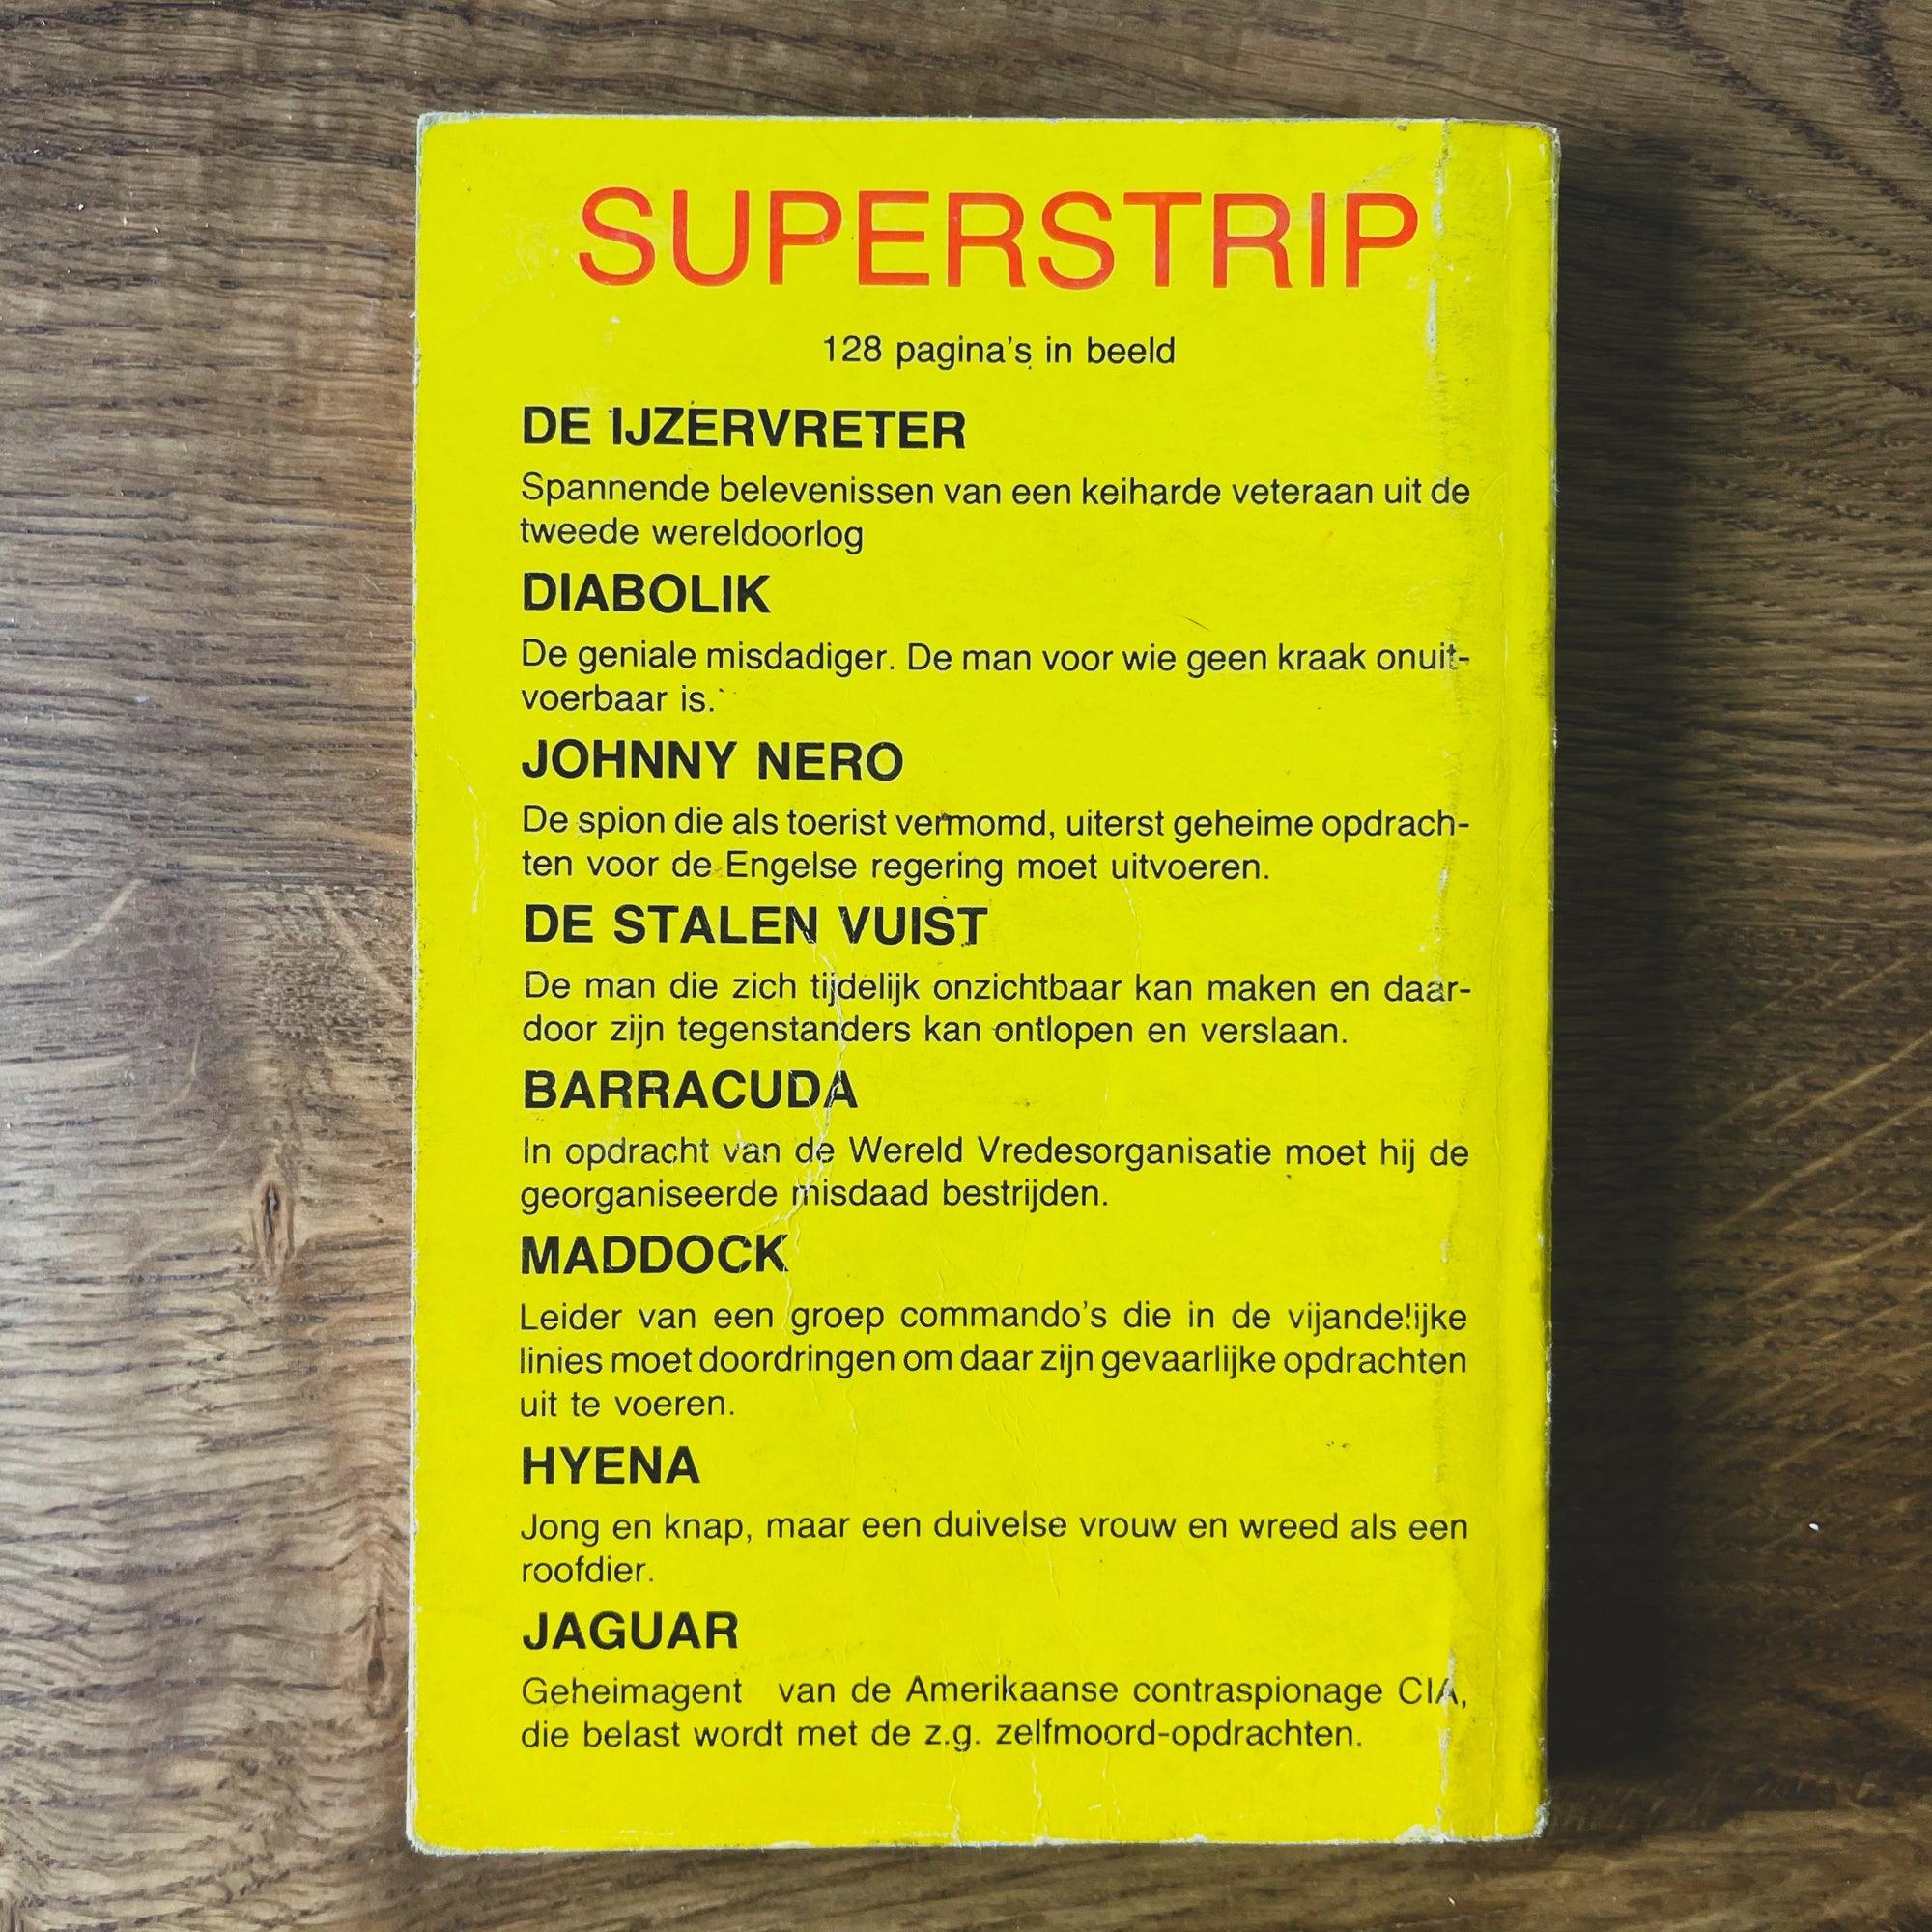 SUPERSTRIP
128 pagina's in beeld
DE IJZERVRETER
Spannende belevenissen van een keiharde veteraan uit de
tweede wereldoorlog
DIABOLIK
De geniale misdadiger. De man voor wie geen kraak onuit-
voerbaar is.
JOHNNY NERO
De spion die als toerist vermomd, uiterst geheime opdrach-
ten voor de Engelse regering moet uitvoeren.
DE STALEN VUIST
De man die zich tijdelijk onzichtbaar kan maken en daar-
door zijn tegenstanders kan ontlopen en verslaan.
BARRACUDA
In opdracht van de Wereld Vredesorganisatie moet hij de
georganiseerde misdaad bestrijden.
MADDOCK
Leider van een groep commando's die in de vijandelijke
linies moet doordringen om daar zijn gevaarlijke opdrachten
uit te voeren.
HYENA
Jong en knap, maar een duivelse vrouw en wreed als een
roofdier.
JAGUAR
Geheimagent van de Amerikaanse contraspionage CIA,
die belast wordt met de z.g. zelfmoord-opdrachten.